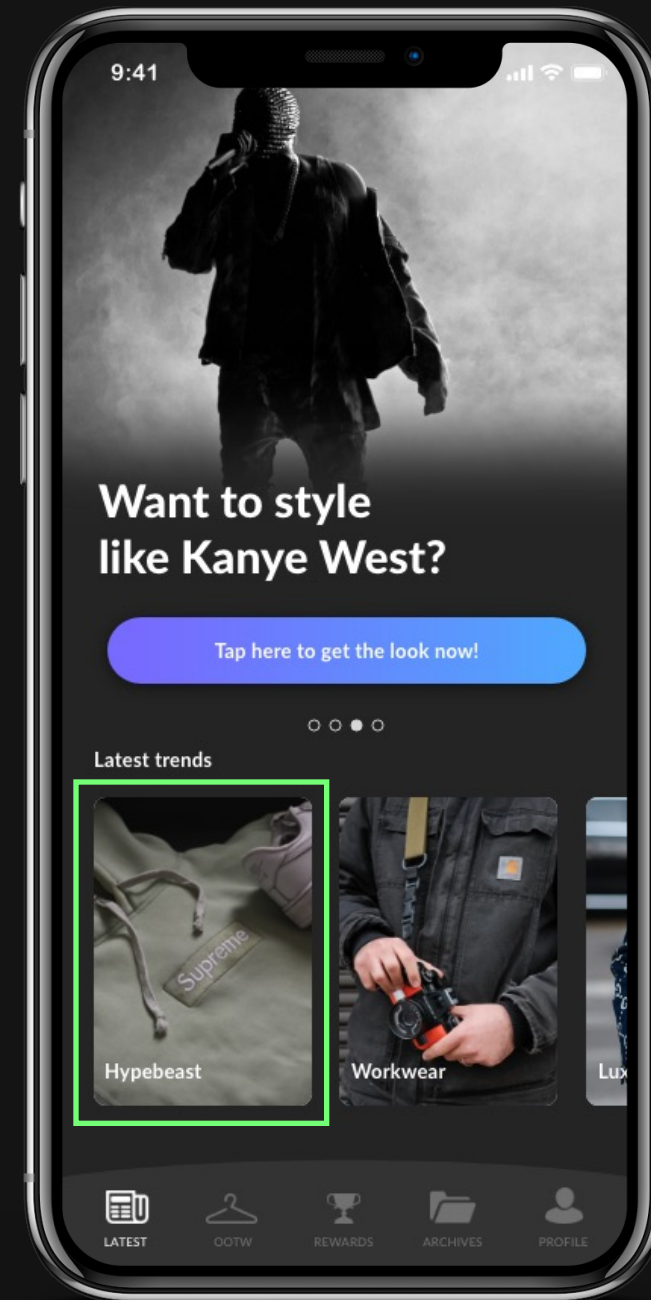 9:41
Want to style
like Kanye West?
Tap here to get the look now!
Latest trends
Supreme
Hypebeast
Workwear
Lux
LATEST
OOTW
REWARDS
ARCHIVES
PROFILE